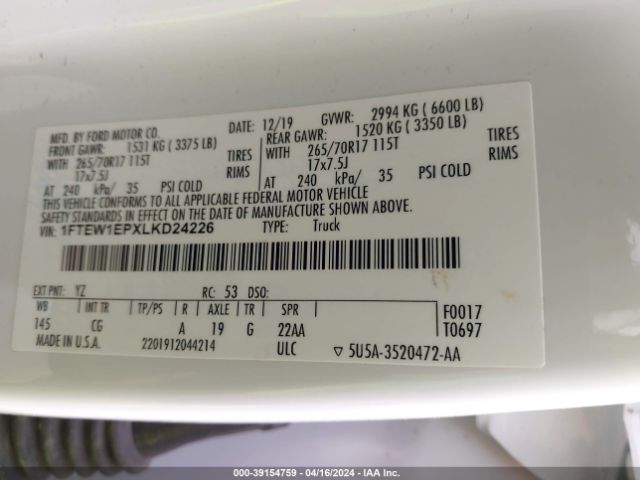 MFD. BY FORD MOTOR CO.
DATE: 12/19
GVWR: 2994 KG ( 6600 LB)
FRONT GAWR: 1531 KG ( 3375 LB)
REAR GAWR: 1520 KG ( 3350 LB)
WITH 265/70R17 115T TIRES
WITH 265/70R17 115T TIRES
17x7.5J RIMS
17x7.5J RIMS
AT 240 kPa/ 35 PSI COLD
AT 240 kPa/ 35 PSI COLD
THIS VEHICLE CONFORMS TO ALL APPLICABLE FEDERAL MOTOR VEHICLE
SAFETY STANDARDS IN EFFECT ON THE DATE OF MANUFACTURE SHOWN ABOVE.
VIN: 1FTEW1EPXLKD24226
TYPE: Truck
EXT PNT: YZ RC: 53 DSO:
WB INT TR TP/PS R AXLE TR SPR
145 CG A 19 G 22AA
F0017
T0697
MADE IN U.S.A. 2201912044214 ULC ▽ 5U5A-3520472-AA
000-39154759 - 04/16/2024 - IAA Inc.